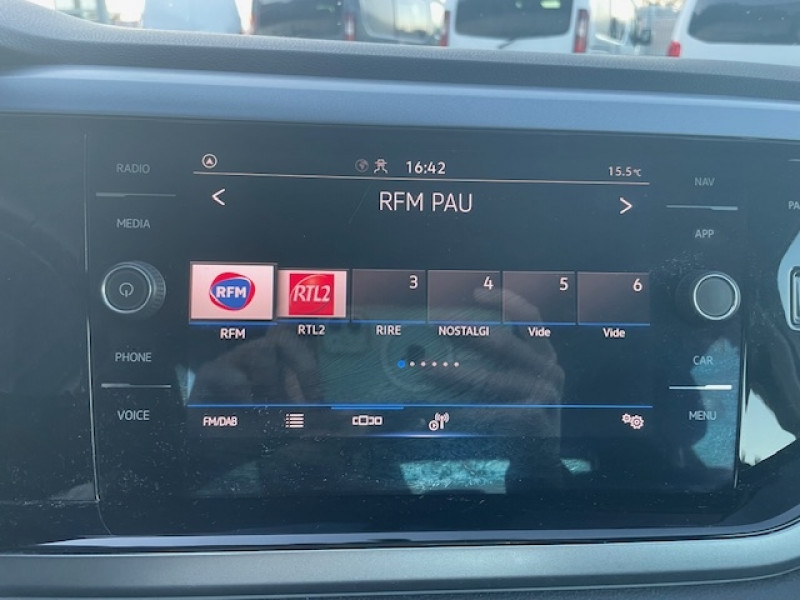 RADIO
16:42
15.5°C
NAV
RFM PAU
MEDIA
APP
RFM
RTL2
3
4
5
6
RFM
RTL2
RIRE
NOSTALGI
Vide
Vide
PHONE
CAR
VOICE
FM/DAB
MENU
PA